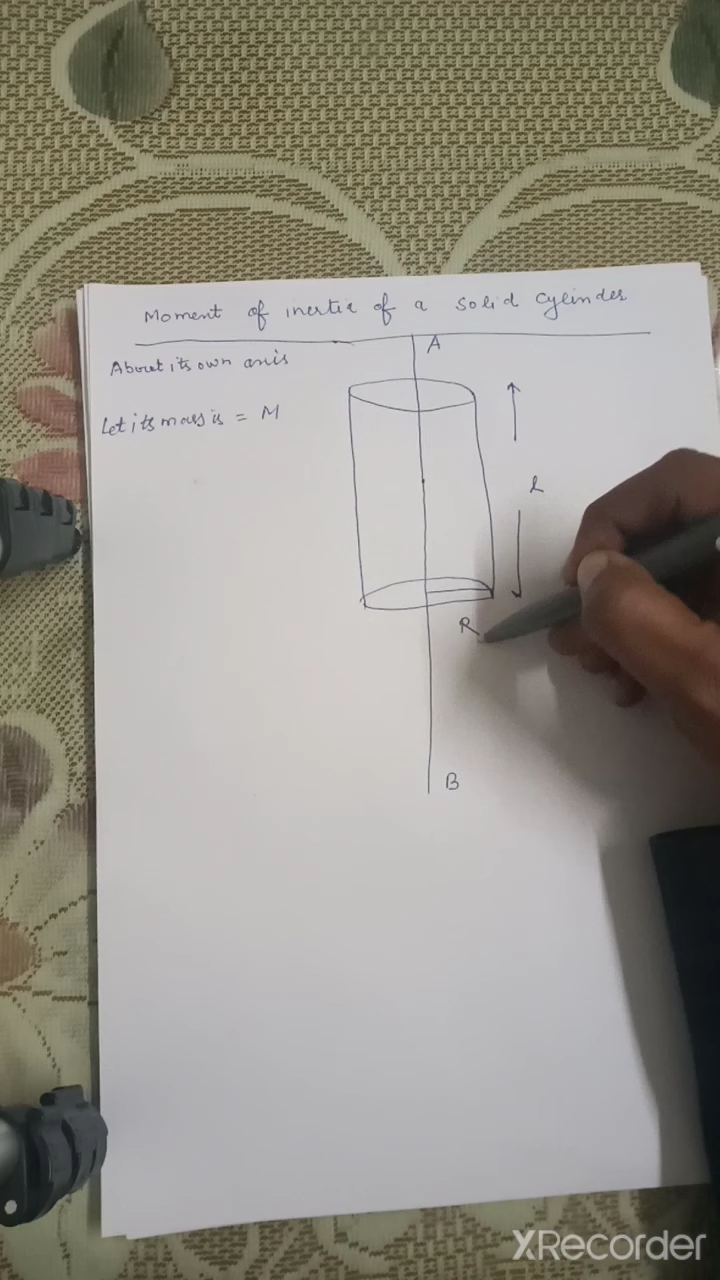 Moment of inertia of a solid cylinder
A
About its own axis
Let its mass is = M
L
R
B
XRecorder